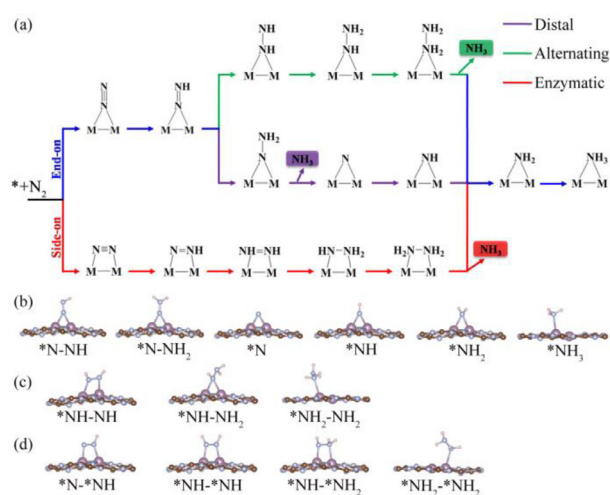 (a)
Distal
Alternating
Enzymatic
NH
NH
M M
NH₂
NH
M M
NH₂
NH₂
M M
NH₃
N
N
M M
NH
N
M M
End-on
NH₂
N
M M
NH₃
N
M M
NH
M M
NH₂
M M
NH₃
M M
*+N₂
Side-on
N≡N
M M
N=NH
M M
NH=NH
M M
HN-NH₂
M M
H₂N-NH₂
M M
NH₃
(b)
*N-NH
*N-NH₂
*N
*NH
*NH₂
*NH₃
(c)
*NH-NH
*NH-NH₂
*NH₂-NH₂
(d)
*N-*NH
*NH-*NH
*NH-*NH₂
*NH₂-*NH₂